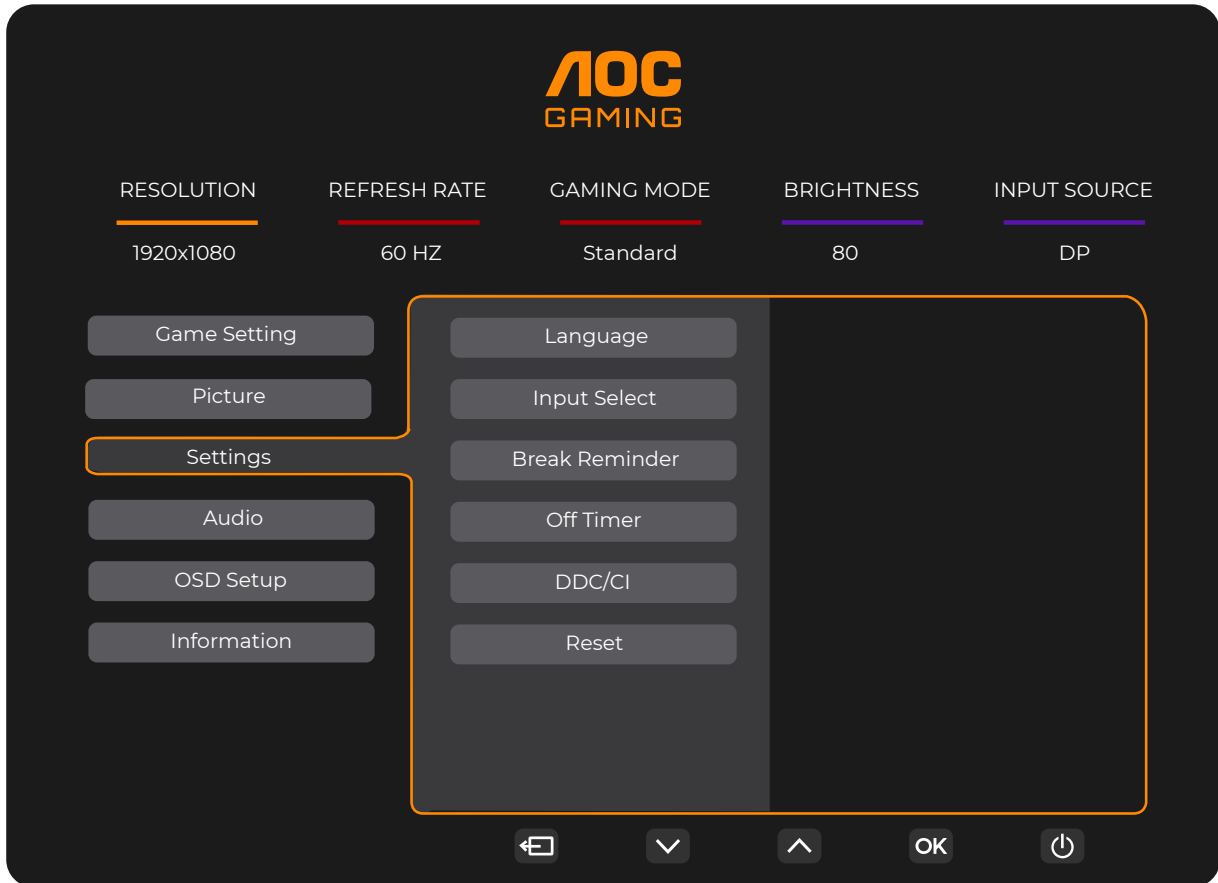 AOC
GAMING
RESOLUTION REFRESH RATE GAMING MODE BRIGHTNESS INPUT SOURCE
1920x1080 60 HZ Standard 80 DP
Game Setting
Picture
Settings
Audio
OSD Setup
Information
Language
Input Select
Break Reminder
Off Timer
DDC/CI
Reset
OK